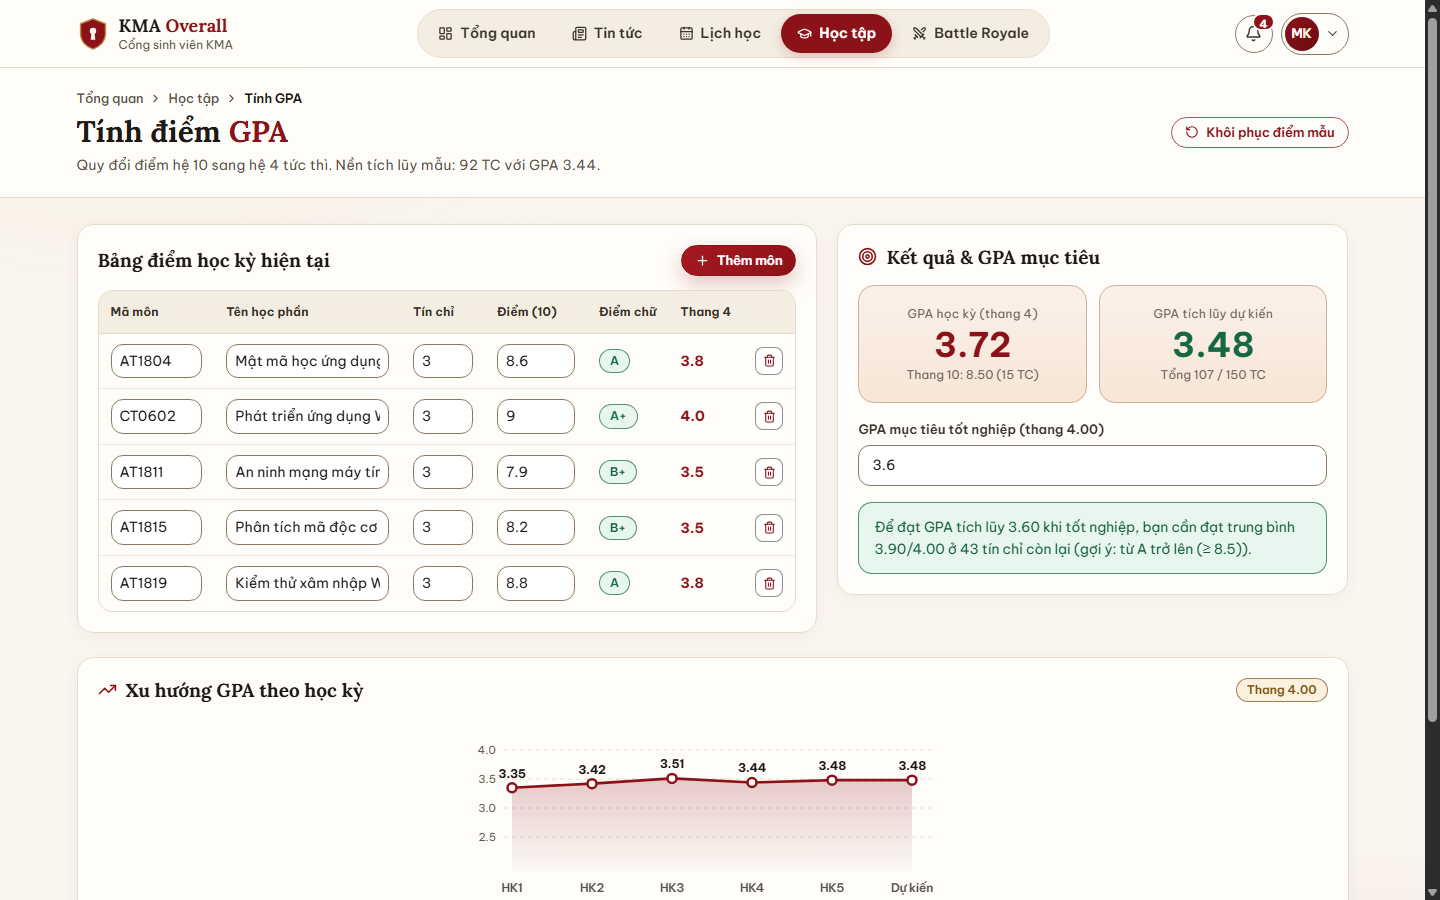 KMA Overall
Cổng sinh viên KMA
Tổng quan
Tin tức
Lịch học
Học tập
Battle Royale
4
MK
Tổng quan > Học tập > Tính GPA
Tính điểm GPA
Quy đổi điểm hệ 10 sang hệ 4 tức thì. Nền tích lũy mẫu: 92 TC với GPA 3.44.
Khôi phục điểm mẫu
Bảng điểm học kỳ hiện tại
Thêm môn
Mã môn Tên học phần Tín chỉ Điểm (10) Điểm chữ Thang 4
AT1804 Mật mã học ứng dụng 3 8.6 A 3.8
CT0602 Phát triển ứng dụng W 3 9 A+ 4.0
AT1811 An ninh mạng máy tín 3 7.9 B+ 3.5
AT1815 Phân tích mã độc cơ 3 8.2 B+ 3.5
AT1819 Kiểm thử xâm nhập W 3 8.8 A 3.8
Kết quả & GPA mục tiêu
GPA học kỳ (thang 4)
3.72
Thang 10: 8.50 (15 TC)
GPA tích lũy dự kiến
3.48
Tổng 107 / 150 TC
GPA mục tiêu tốt nghiệp (thang 4.00)
3.6
Để đạt GPA tích lũy 3.60 khi tốt nghiệp, bạn cần đạt trung bình
3.90/4.00 ở 43 tín chỉ còn lại (gợi ý: từ A trở lên (≥ 8.5)).
Xu hướng GPA theo học kỳ
Thang 4.00
4.0
3.5
3.0
2.5
3.35 3.42 3.51 3.44 3.48 3.48
HK1 HK2 HK3 HK4 HK5 Dự kiến